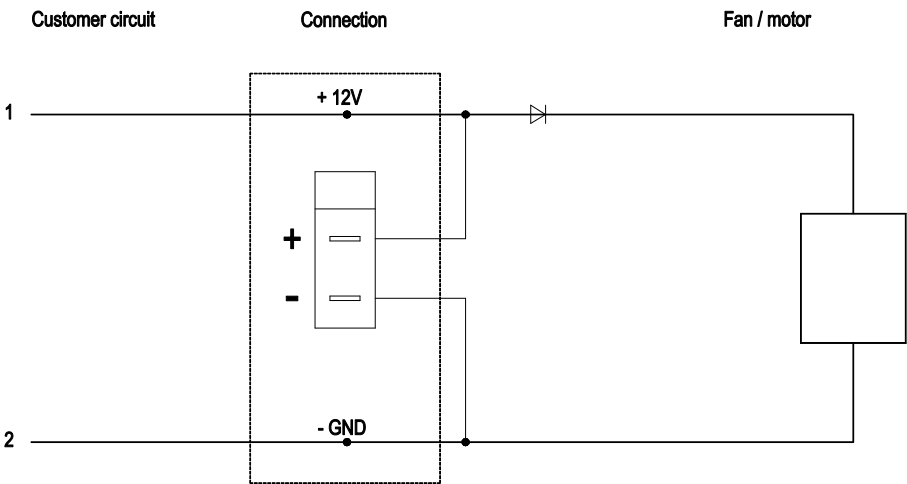 Customer circuit
Connection
Fan / motor
+ 12V
1
+
-
- GND
2